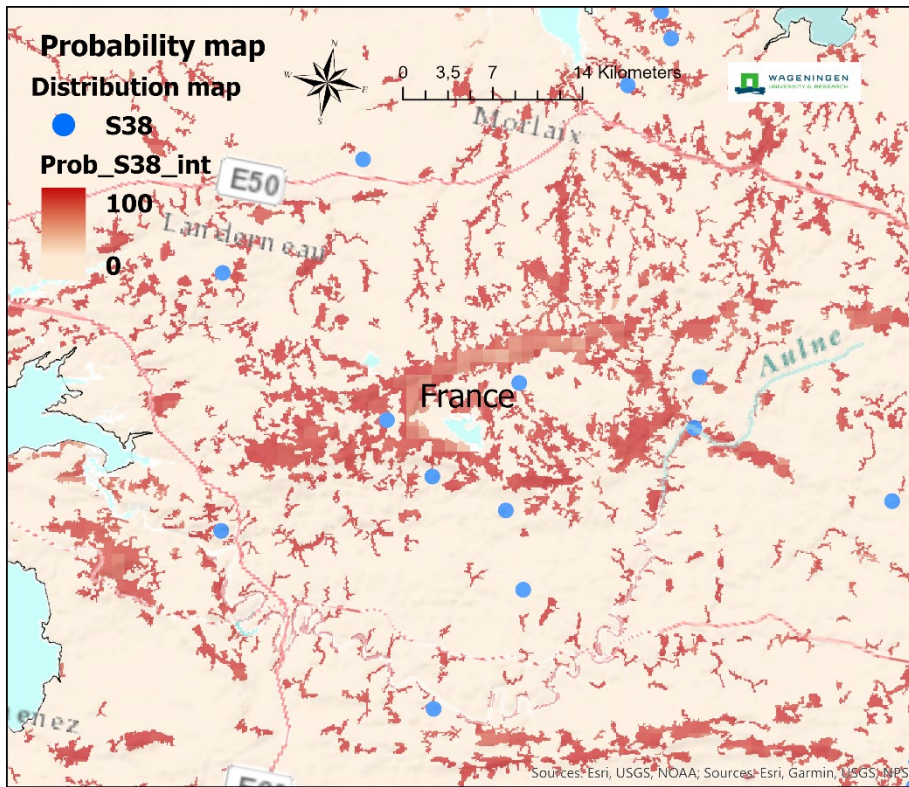 Probability map
Distribution map
S38
Prob_S38_int
100
0
N
W
E
S
0 3,5 7 14 Kilometers
WAGENINGEN
UNIVERSITY & RESEARCH
Morlaix
E50
Landerneau
Aulne
France
enez
Sources: Esri, USGS, NOAA; Sources: Esri, Garmin, USGS, NPS